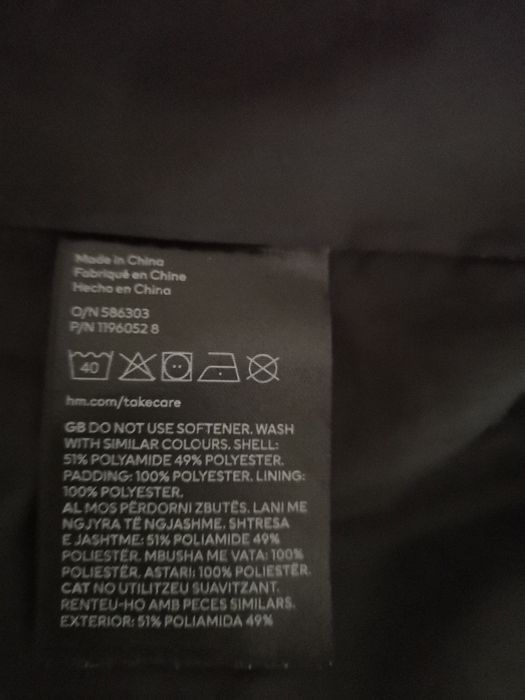 Made in China
Fabriqué en Chine
Hecho en China
O/N 586303
P/N 1196052 8
40
hm.com/takecare
GB DO NOT USE SOFTENER. WASH
WITH SIMILAR COLOURS. SHELL:
51% POLYAMIDE 49% POLYESTER.
PADDING: 100% POLYESTER. LINING:
100% POLYESTER.
AL MOS PËRDORNI ZBUTËS. LANI ME
NGJYRA TË NGJASHME. SHTRESA
E JASHTME: 51% POLIAMIDE 49%
POLIESTËR. MBUSHA ME VATA: 100%
POLIESTËR. ASTARI: 100% POLIESTËR.
CAT NO UTILITZEU SUAVITZANT.
RENTEU-HO AMB PECES SIMILARS.
EXTERIOR: 51% POLIAMIDA 49%